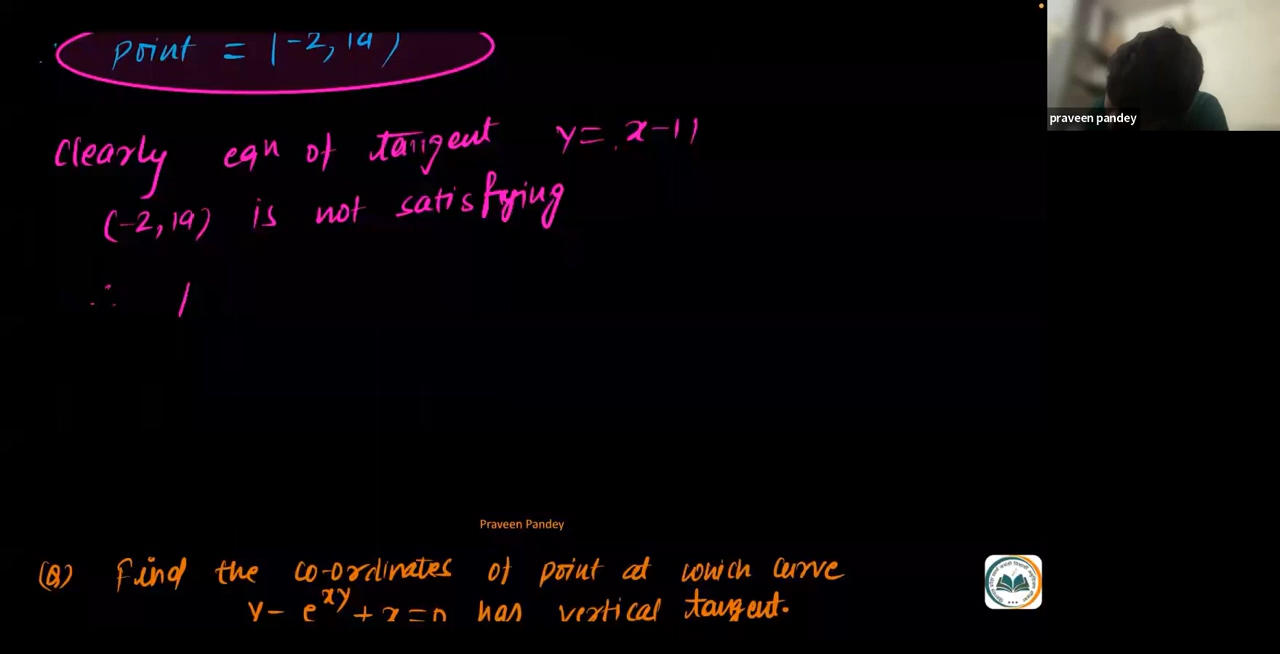 point = (-2, 19)
praveen pandey
Clearly eqn of tangent y = x-11
(-2, 19) is not satisfying
∴
Praveen Pandey
(Q) Find the co-ordinates of point at which curve
y - e^xy + x = 0 has vertical tangent.